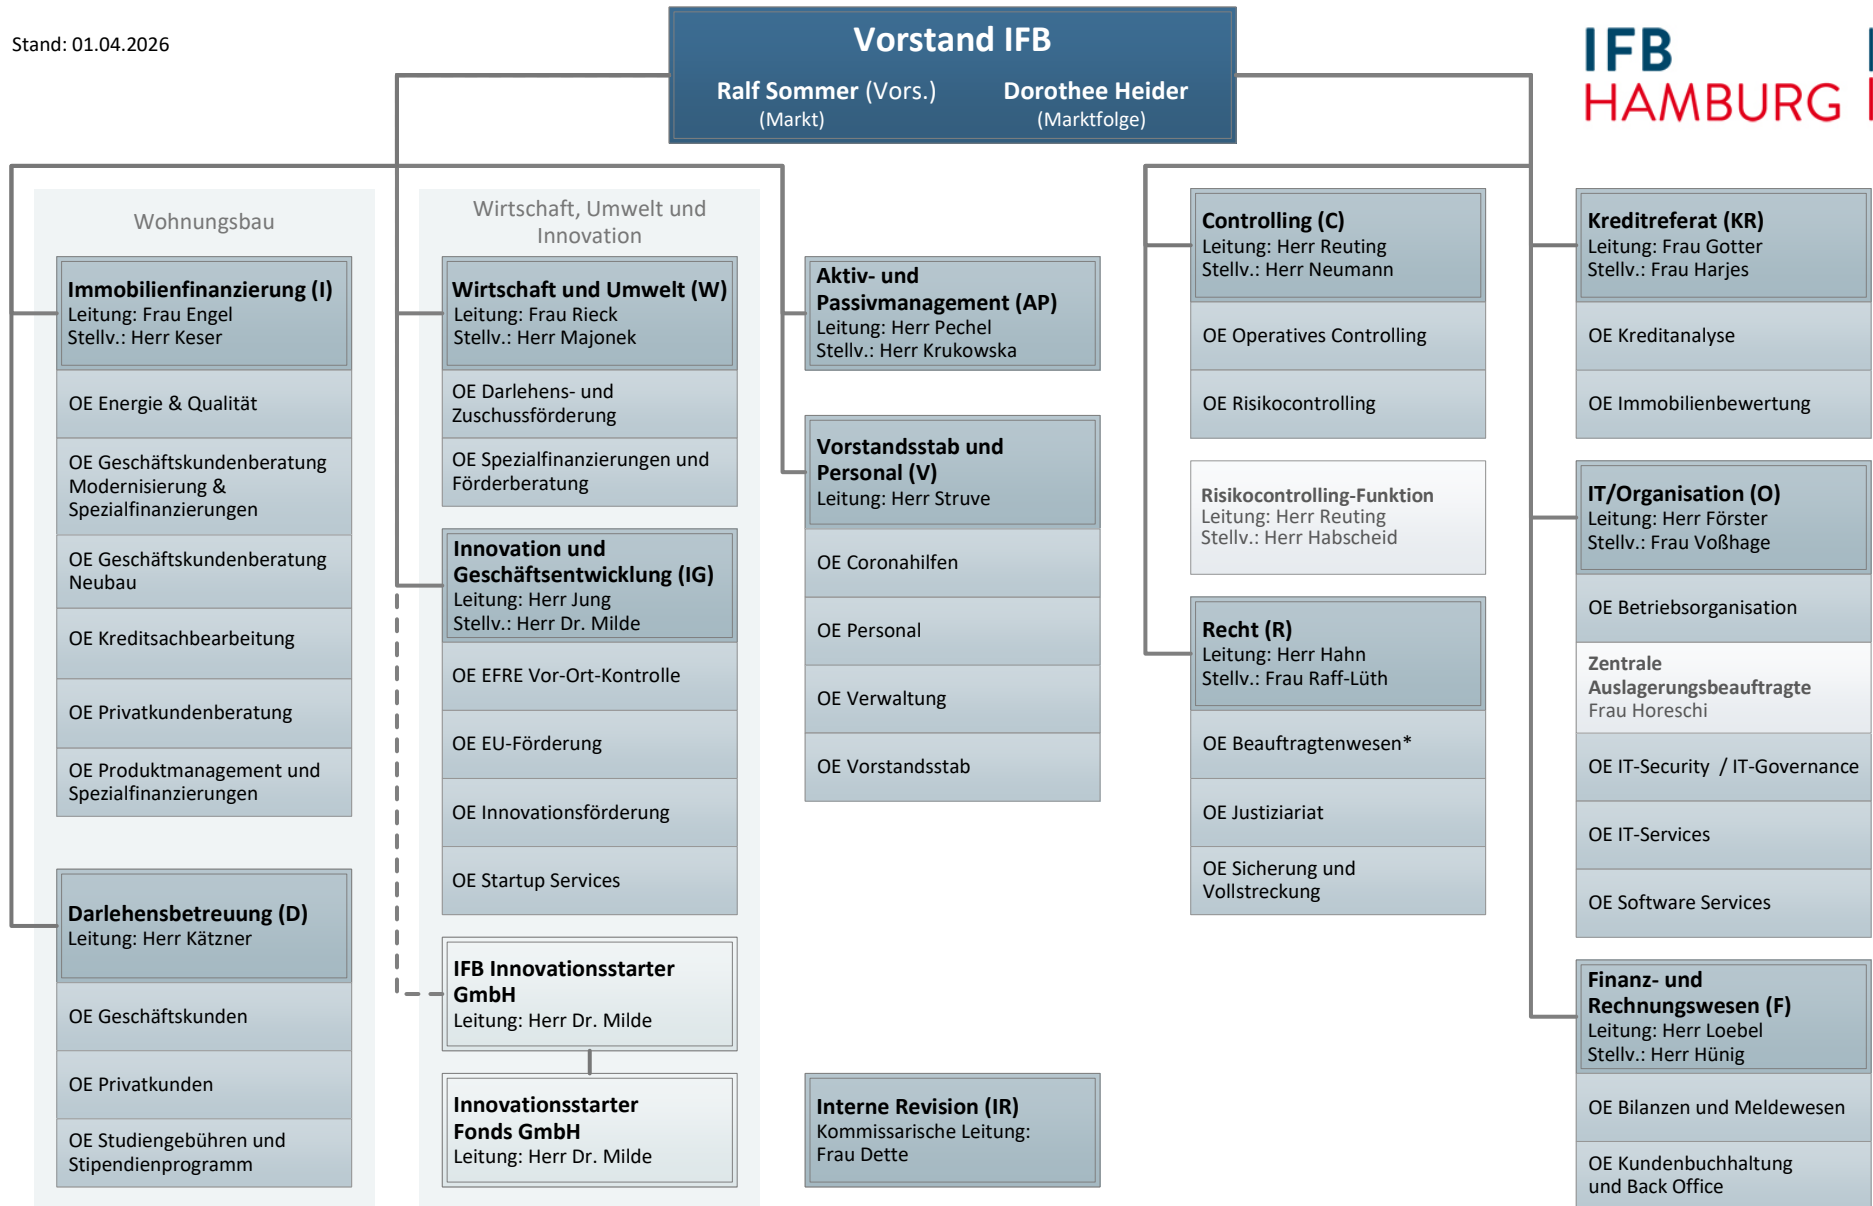 Stand: 01.04.2026
Vorstand IFB
Ralf Sommer (Vors.)
(Markt)
Dorothee Heider
(Marktfolge)
IFB
HAMBURG
Wohnungsbau
Immobilienfinanzierung (I)
Leitung: Frau Engel
Stellv.: Herr Keser
OE Energie & Qualität
OE Geschäftskundenberatung
Modernisierung &
Spezialfinanzierungen
OE Geschäftskundenberatung
Neubau
OE Kreditsachbearbeitung
OE Privatkundenberatung
OE Produktmanagement und
Spezialfinanzierungen
Darlehensbetreuung (D)
Leitung: Herr Kätzner
OE Geschäftskunden
OE Privatkunden
OE Studiengebühren und
Stipendienprogramm
Wirtschaft, Umwelt und
Innovation
Wirtschaft und Umwelt (W)
Leitung: Frau Rieck
Stellv.: Herr Majonek
OE Darlehens- und
Zuschussförderung
OE Spezialfinanzierungen und
Förderberatung
Innovation und
Geschäftsentwicklung (IG)
Leitung: Herr Jung
Stellv.: Herr Dr. Milde
OE EFRE Vor-Ort-Kontrolle
OE EU-Förderung
OE Innovationsförderung
OE Startup Services
IFB Innovationsstarter
GmbH
Leitung: Herr Dr. Milde
Innovationsstarter
Fonds GmbH
Leitung: Herr Dr. Milde
Aktiv- und
Passivmanagement (AP)
Leitung: Herr Pechel
Stellv.: Herr Krukowska
Vorstandsstab und
Personal (V)
Leitung: Herr Struve
OE Coronahilfen
OE Personal
OE Verwaltung
OE Vorstandsstab
Interne Revision (IR)
Kommissarische Leitung:
Frau Dette
Controlling (C)
Leitung: Herr Reuting
Stellv.: Herr Neumann
OE Operatives Controlling
OE Risikocontrolling
Risikocontrolling-Funktion
Leitung: Herr Reuting
Stellv.: Herr Habscheid
Recht (R)
Leitung: Herr Hahn
Stellv.: Frau Raff-Lüth
OE Beauftragtenwesen*
OE Justiziariat
OE Sicherung und
Vollstreckung
Kreditreferat (KR)
Leitung: Frau Gotter
Stellv.: Frau Harjes
OE Kreditanalyse
OE Immobilienbewertung
IT/Organisation (O)
Leitung: Herr Förster
Stellv.: Frau Voßhage
OE Betriebsorganisation
Zentrale
Auslagerungsbeauftragte
Frau Horeschi
OE IT-Security / IT-Governance
OE IT-Services
OE Software Services
Finanz- und
Rechnungswesen (F)
Leitung: Herr Loebel
Stellv.: Herr Hünig
OE Bilanzen und Meldewesen
OE Kundenbuchhaltung
und Back Office